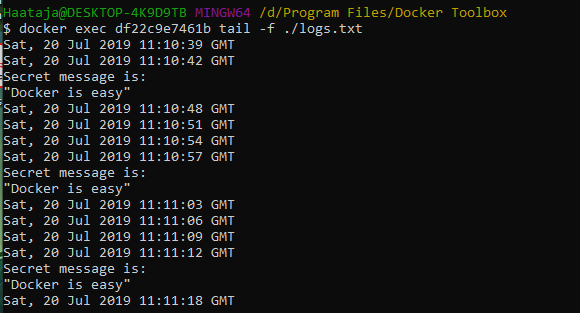 Haataja@DESKTOP-4K9D9TB MINGW64 /d/Program Files/Docker Toolbox
$ docker exec df22c9e7461b tail -f ./logs.txt
Sat, 20 Jul 2019 11:10:39 GMT
Sat, 20 Jul 2019 11:10:42 GMT
Secret message is:
"Docker is easy"
Sat, 20 Jul 2019 11:10:48 GMT
Sat, 20 Jul 2019 11:10:51 GMT
Sat, 20 Jul 2019 11:10:54 GMT
Sat, 20 Jul 2019 11:10:57 GMT
Secret message is:
"Docker is easy"
Sat, 20 Jul 2019 11:11:03 GMT
Sat, 20 Jul 2019 11:11:06 GMT
Sat, 20 Jul 2019 11:11:09 GMT
Sat, 20 Jul 2019 11:11:12 GMT
Secret message is:
"Docker is easy"
Sat, 20 Jul 2019 11:11:18 GMT